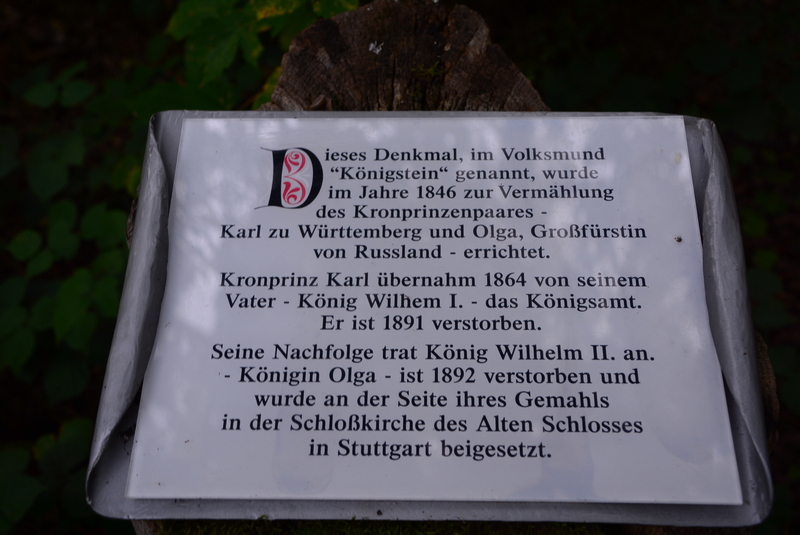 Dieses Denkmal, im Volksmund
“Königstein“ genannt, wurde
im Jahre 1846 zur Vermählung
des Kronprinzenpaares -
Karl zu Württemberg und Olga, Großfürstin
von Russland - errichtet.
Kronprinz Karl übernahm 1864 von seinem
Vater - König Wilhem I. - das Königsamt.
Er ist 1891 verstorben.
Seine Nachfolge trat König Wilhelm II. an.
- Königin Olga - ist 1892 verstorben und
wurde an der Seite ihres Gemahls
in der Schloßkirche des Alten Schlosses
in Stuttgart beigesetzt.